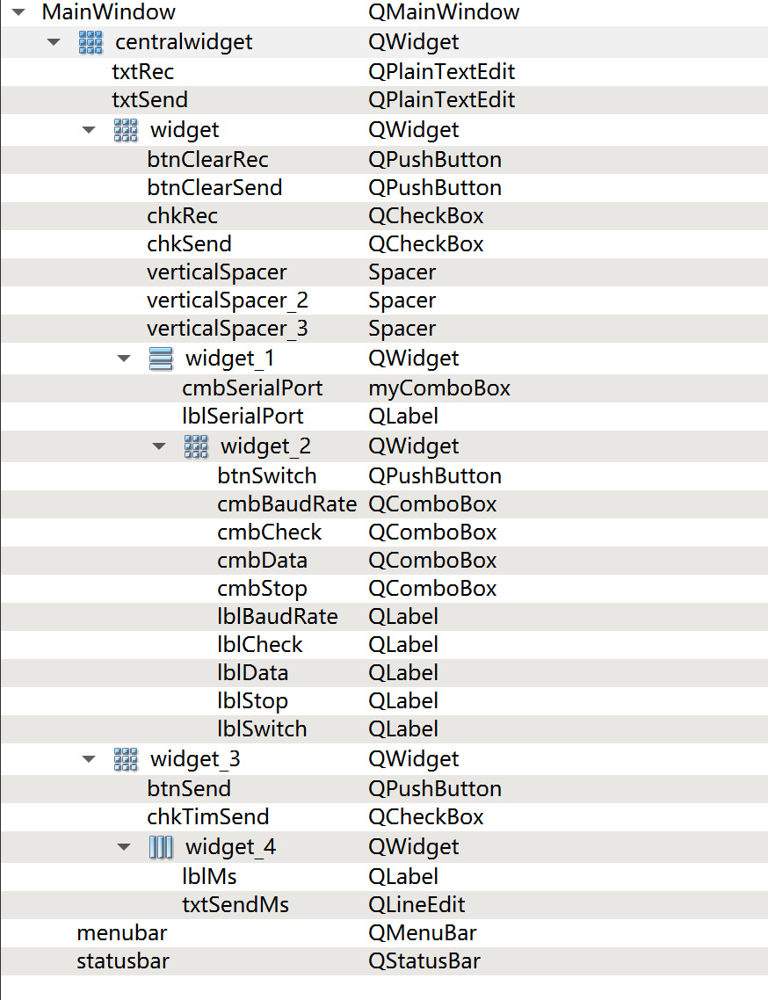 MainWindow QMainWindow
centralwidget QWidget
txtRec QPlainTextEdit
txtSend QPlainTextEdit
widget QWidget
btnClearRec QPushButton
btnClearSend QPushButton
chkRec QCheckBox
chkSend QCheckBox
verticalSpacer Spacer
verticalSpacer_2 Spacer
verticalSpacer_3 Spacer
widget_1 QWidget
cmbSerialPort myComboBox
lblSerialPort QLabel
widget_2 QWidget
btnSwitch QPushButton
cmbBaudRate QComboBox
cmbCheck QComboBox
cmbData QComboBox
cmbStop QComboBox
lblBaudRate QLabel
lblCheck QLabel
lblData QLabel
lblStop QLabel
lblSwitch QLabel
widget_3 QWidget
btnSend QPushButton
chkTimSend QCheckBox
widget_4 QWidget
lblMs QLabel
txtSendMs QLineEdit
menubar QMenuBar
statusbar QStatusBar